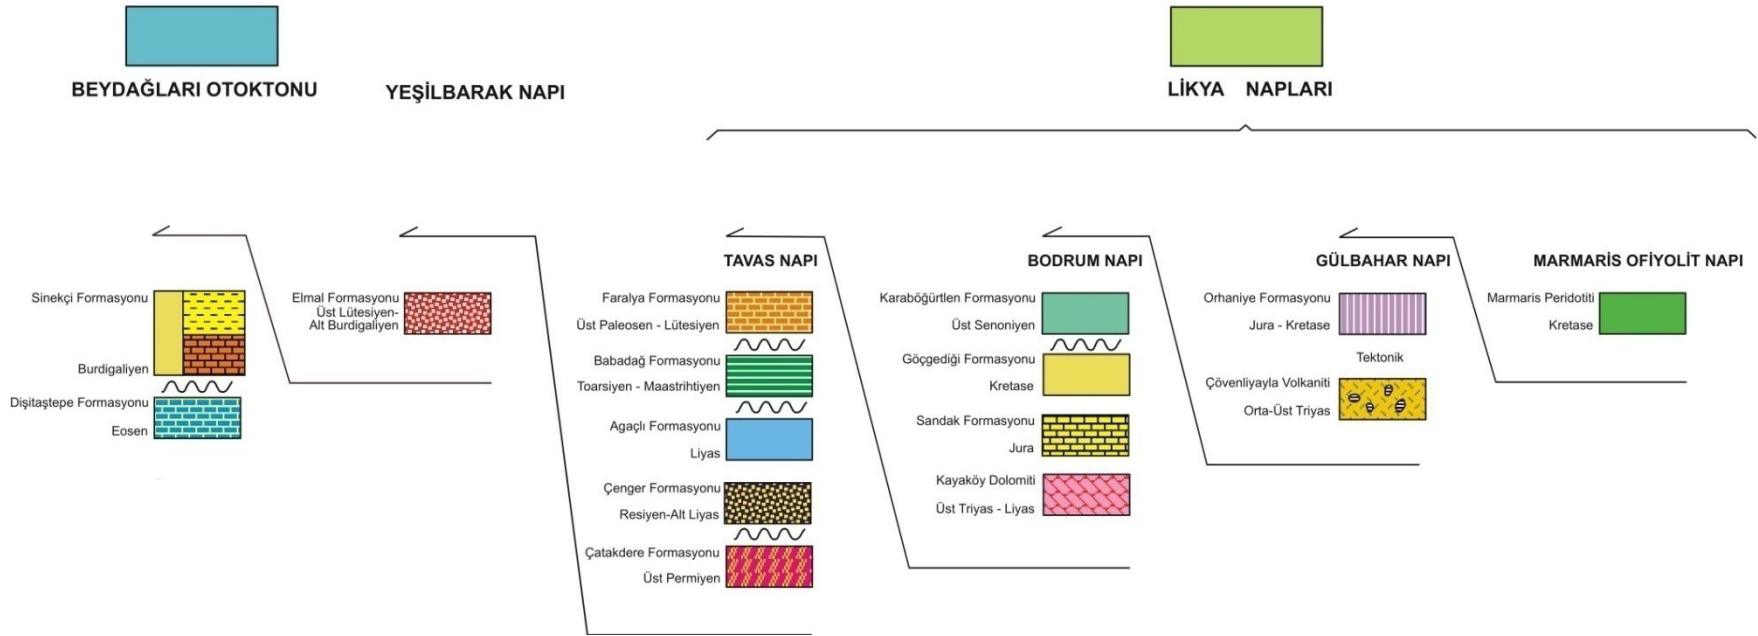 BEYDAĞLARI OTOKTONU
YEŞİLBARAK NAPI
LİKYA NAPLARI
Sinekçi Formasyonu
Burdigaliyen
Dişitaştepe Formasyonu
Eosen
Elmal Formasyonu
Üst Lütesiyen-
Alt Burdigaliyen
TAVAS NAPI
Faralya Formasyonu
Üst Paleosen - Lütesiyen
Babadağ Formasyonu
Toarsiyen - Maastrihtiyen
Agaçlı Formasyonu
Liyas
Çenger Formasyonu
Resiyen-Alt Liyas
Çatakdere Formasyonu
Üst Permiyen
BODRUM NAPI
Karaböğürtlen Formasyonu
Üst Senoniyen
Göçgediği Formasyonu
Kretase
Sandak Formasyonu
Jura
Kayaköy Dolomiti
Üst Triyas - Liyas
GÜLBAHAR NAPI
Orhaniye Formasyonu
Jura - Kretase
Tektonik
Çövenliyayla Volkaniti
Orta-Üst Triyas
MARMARİS OFİYOLİT NAPI
Marmaris Peridotiti
Kretase